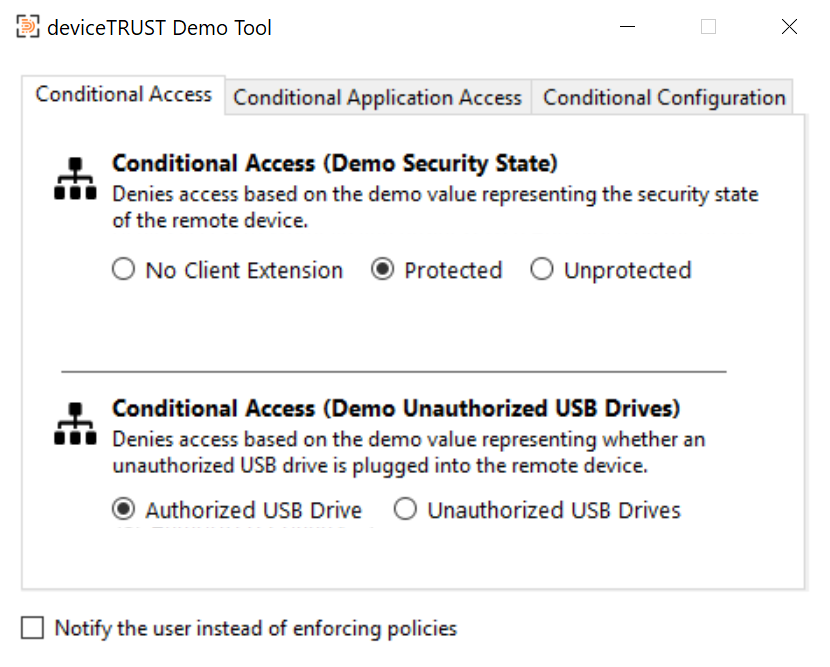 deviceTRUST Demo Tool
Conditional Access
Conditional Application Access
Conditional Configuration
Conditional Access (Demo Security State)
Denies access based on the demo value representing the security state
of the remote device.
No Client Extension
Protected
Unprotected
Conditional Access (Demo Unauthorized USB Drives)
Denies access based on the demo value representing whether an
unauthorized USB drive is plugged into the remote device.
Authorized USB Drive
Unauthorized USB Drives
Notify the user instead of enforcing policies